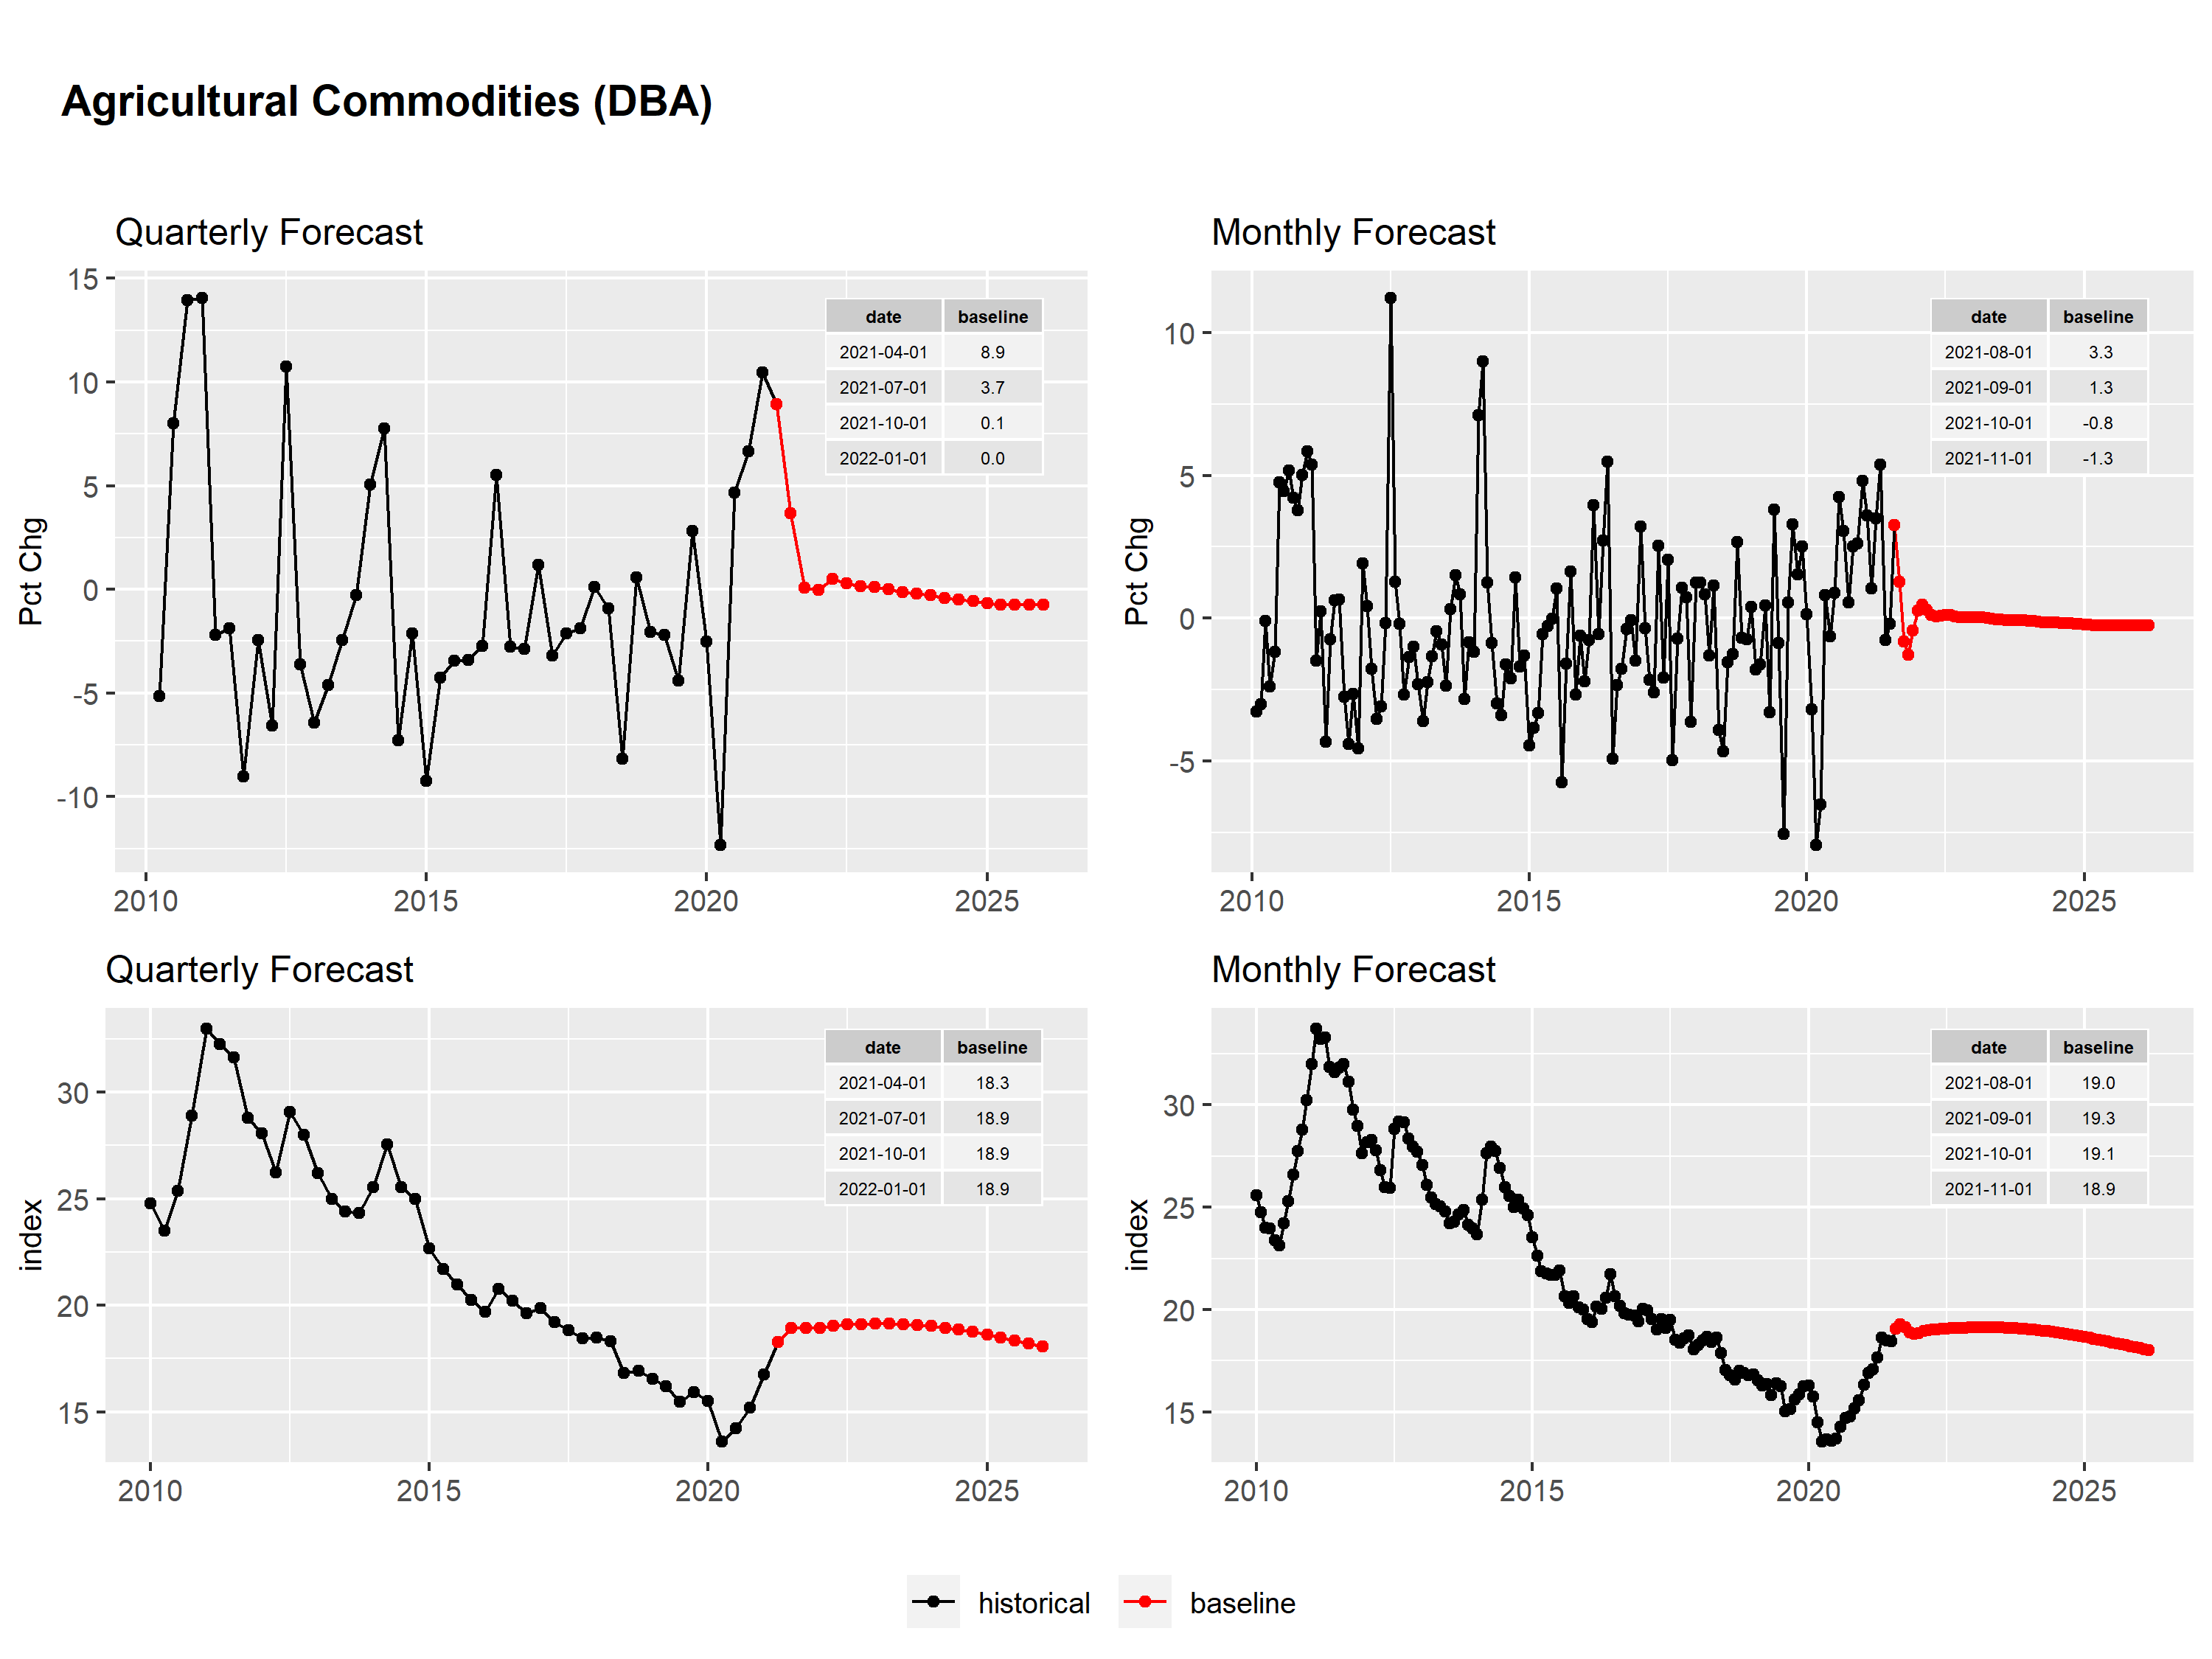 Agricultural Commodities (DBA)
Quarterly Forecast
Pct Chg
15
10
5
0
-5
-10
2010 2015 2020 2025
date baseline
2021-04-01 8.9
2021-07-01 3.7
2021-10-01 0.1
2022-01-01 0.0
Monthly Forecast
Pct Chg
10
5
0
-5
2010 2015 2020 2025
date baseline
2021-08-01 3.3
2021-09-01 1.3
2021-10-01 -0.8
2021-11-01 -1.3
Quarterly Forecast
index
30
25
20
15
2010 2015 2020 2025
date baseline
2021-04-01 18.3
2021-07-01 18.9
2021-10-01 18.9
2022-01-01 18.9
Monthly Forecast
index
30
25
20
15
2010 2015 2020 2025
date baseline
2021-08-01 19.0
2021-09-01 19.3
2021-10-01 19.1
2021-11-01 18.9
historical baseline